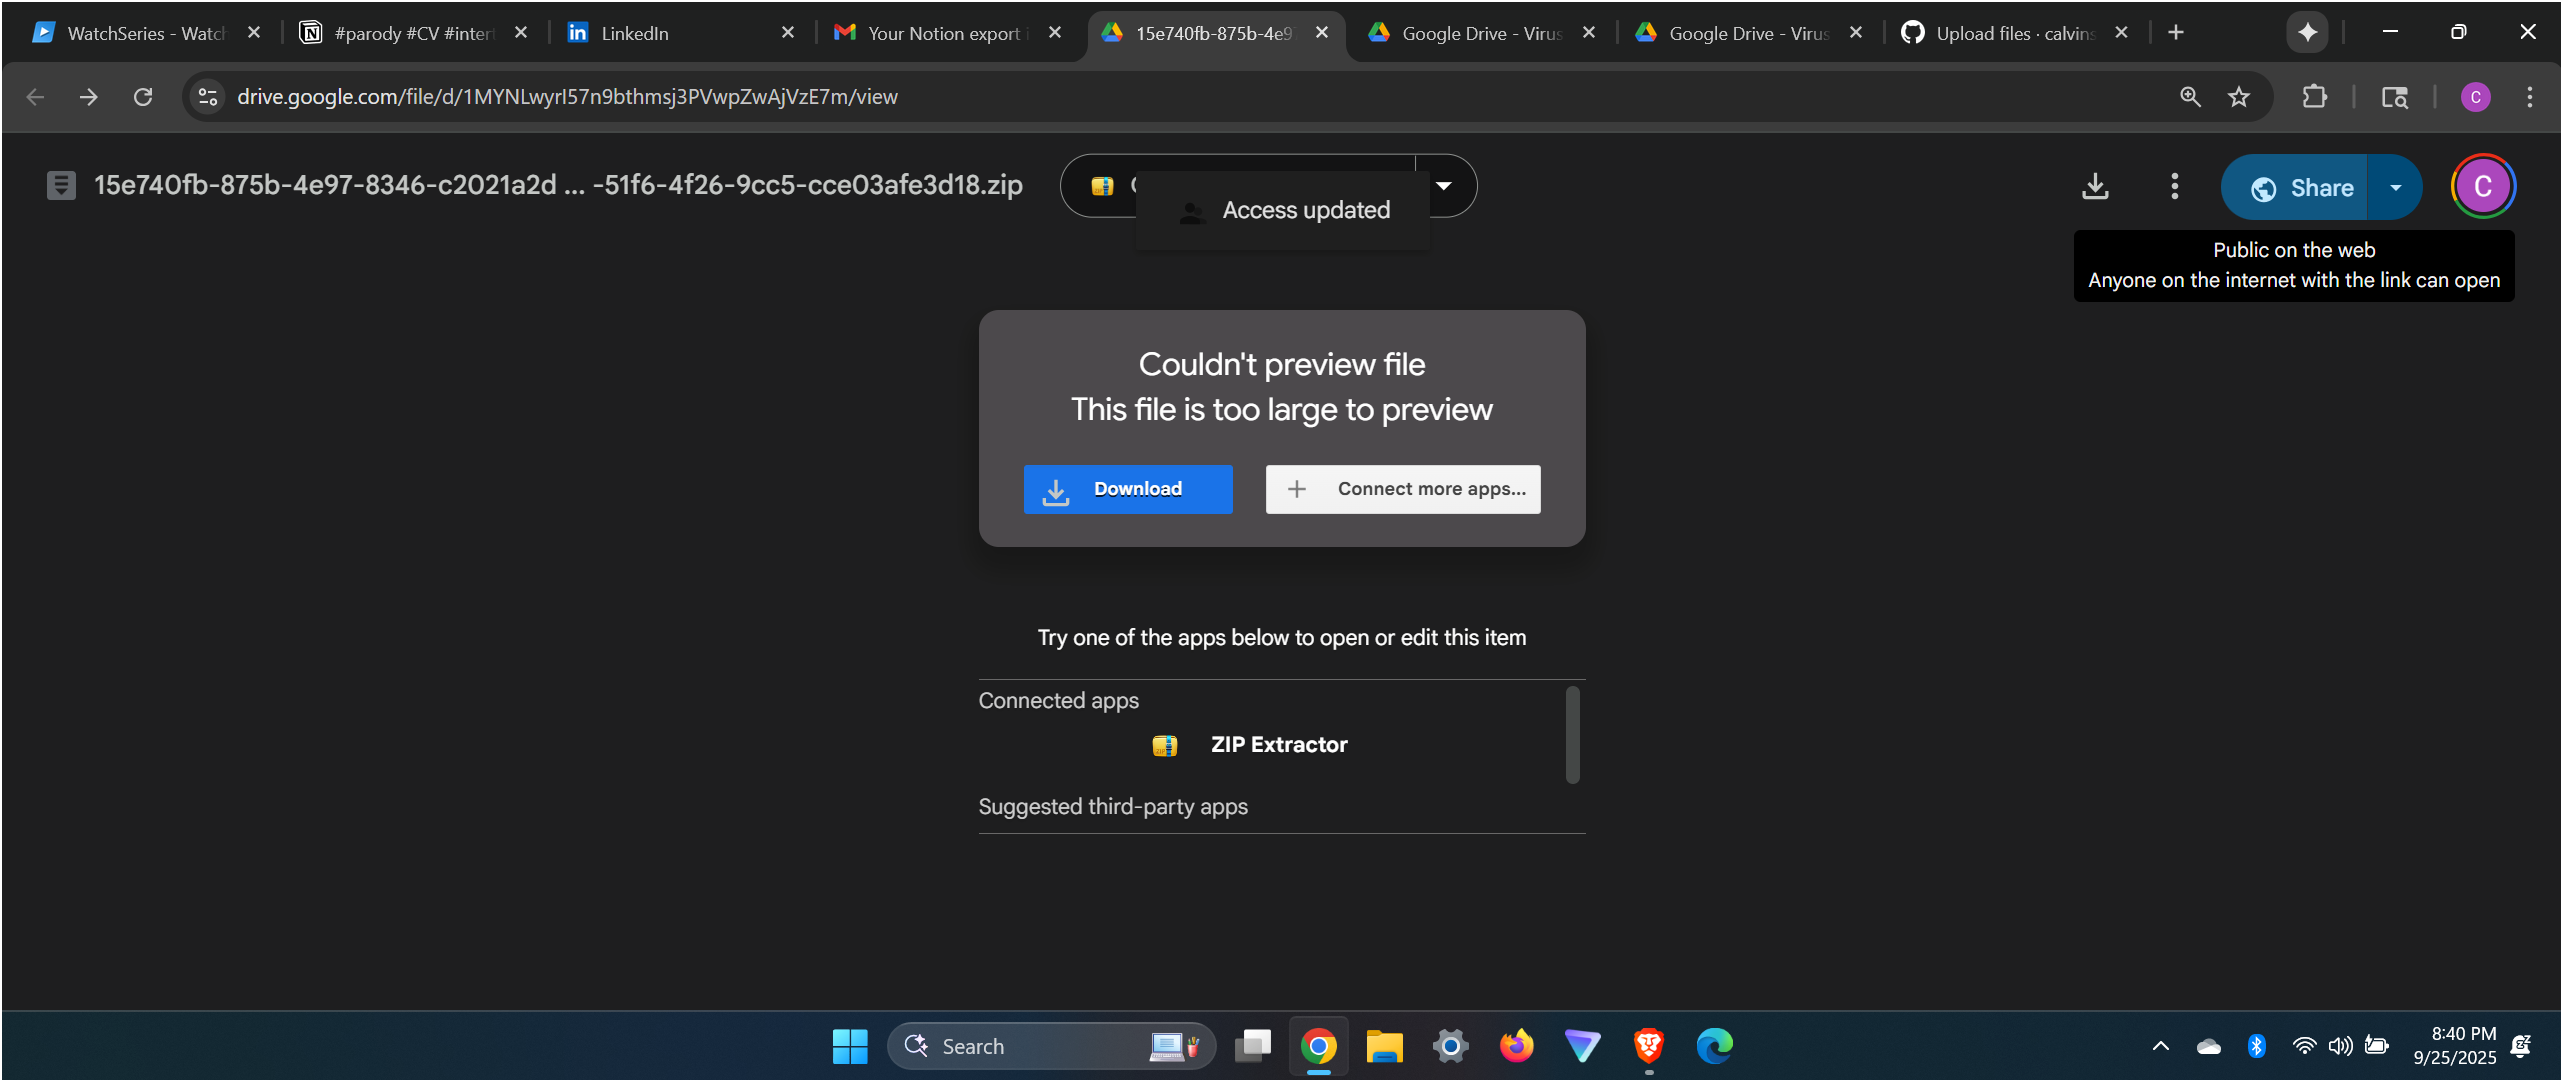 WatchSeries - Watch
#parody #CV #inter
LinkedIn
Your Notion export i
15e740fb-875b-4e97
Google Drive - Virus
Google Drive - Virus
Upload files · calvins
drive.google.com/file/d/1MYNLwyrI57n9bthmsj3PVwpZwAjVzE7m/view
C
15e740fb-875b-4e97-8346-c2021a2d ... -51f6-4f26-9cc5-cce03afe3d18.zip
Access updated
Share
C
Public on the web
Anyone on the internet with the link can open
Couldn't preview file
This file is too large to preview
Download
Connect more apps...
Try one of the apps below to open or edit this item
Connected apps
ZIP Extractor
Suggested third-party apps
Search
8:40 PM
9/25/2025